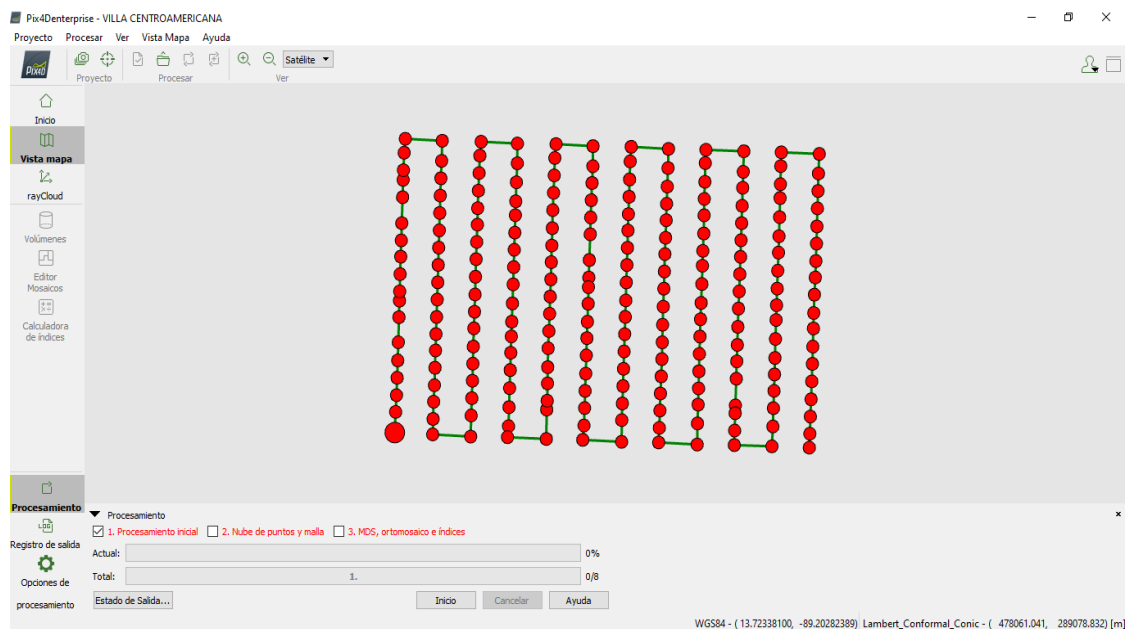 Pix4Denterprise - VILLA CENTROAMERICANA
Proyecto Procesar Ver Vista Mapa Ayuda
PIX4D
Satélite
Proyecto Procesar Ver
Inicio
Vista mapa
rayCloud
Volúmenes
Editor
Mosaicos
Calculadora
de índices
Procesamiento
LOG
Registro de salida
Opciones de
procesamiento
Procesamiento
1. Procesamiento inicial 2. Nube de puntos y malla 3. MDS, ortomosaico e índices
Actual: 0%
Total: 1. 0/8
Estado de Salida... Inicio Cancelar Ayuda
WGS84 - ( 13.72338100, -89.20282389) Lambert_Conformal_Conic - ( 478061.041, 289078.832) [m]